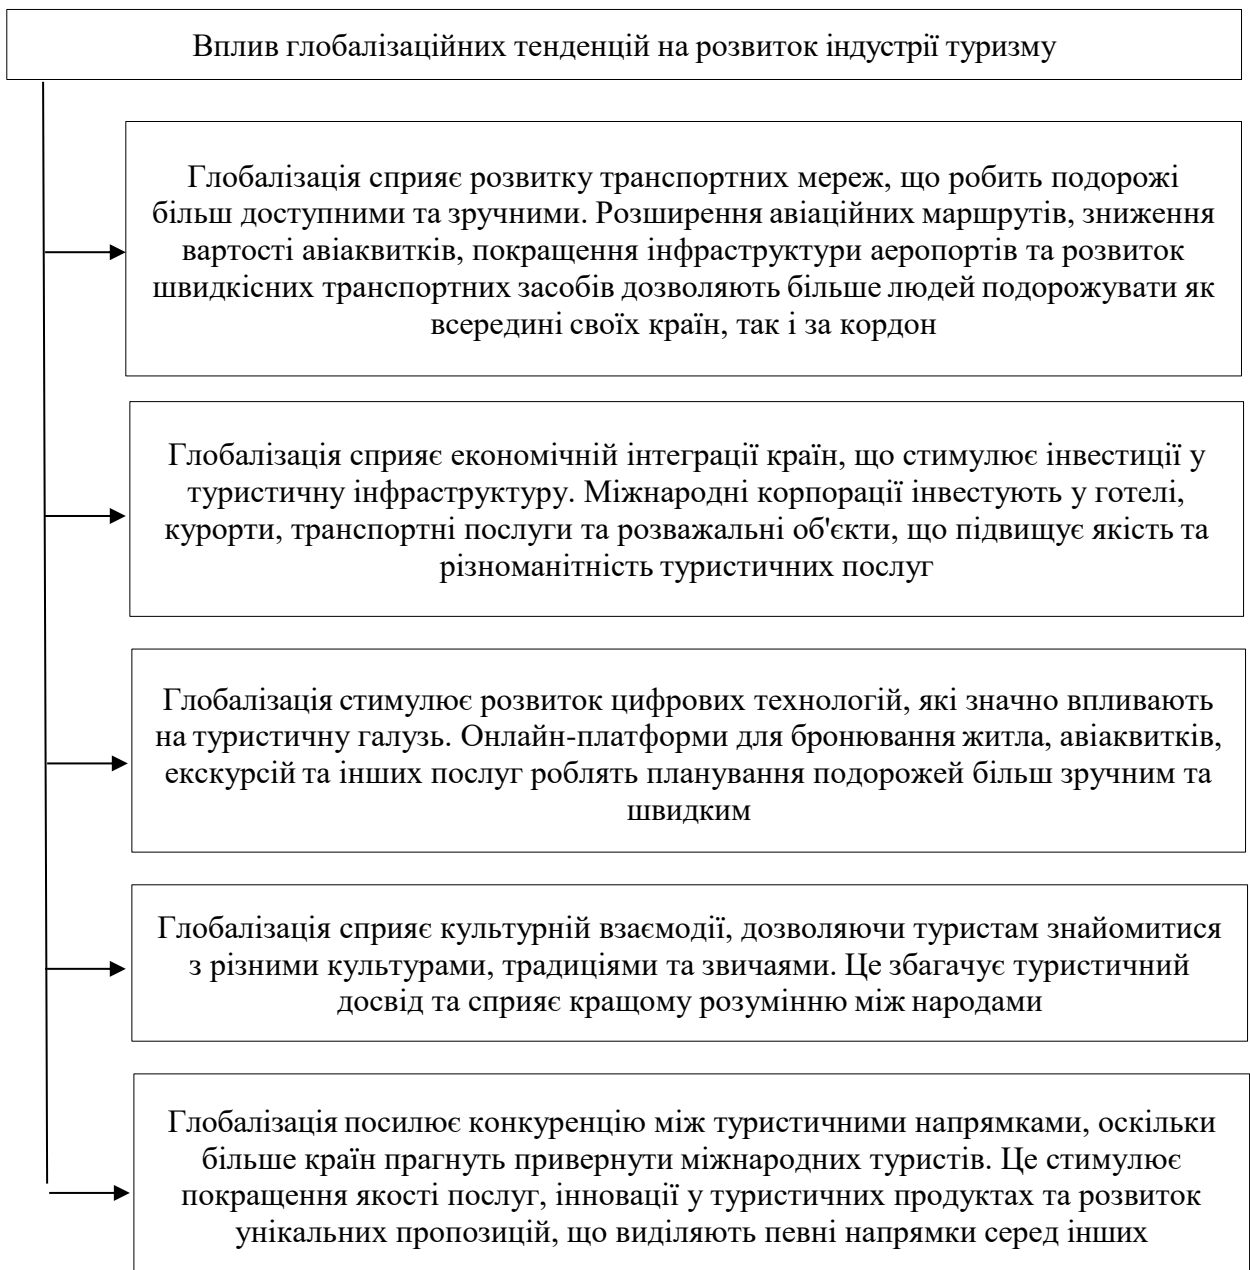 Вплив глобалізаційних тенденцій на розвиток індустрії туризму
Глобалізація сприяє розвитку транспортних мереж, що робить подорожі
більш доступними та зручними. Розширення авіаційних маршрутів, зниження
вартості авіаквитків, покращення інфраструктури аеропортів та розвиток
швидкісних транспортних засобів дозволяють більше людей подорожувати як
всередині своїх країн, так і за кордон
Глобалізація сприяє економічній інтеграції країн, що стимулює інвестиції у
туристичну інфраструктуру. Міжнародні корпорації інвестують у готелі,
курорти, транспортні послуги та розважальні об'єкти, що підвищує якість та
різноманітність туристичних послуг
Глобалізація стимулює розвиток цифрових технологій, які значно впливають
на туристичну галузь. Онлайн-платформи для бронювання житла, авіаквитків,
екскурсій та інших послуг роблять планування подорожей більш зручним та
швидким
Глобалізація сприяє культурній взаємодії, дозволяючи туристам знайомитися
з різними культурами, традиціями та звичаями. Це збагачує туристичний
досвід та сприяє кращому розумінню між народами
Глобалізація посилює конкуренцію між туристичними напрямками, оскільки
більше країн прагнуть привернути міжнародних туристів. Це стимулює
покращення якості послуг, інновації у туристичних продуктах та розвиток
унікальних пропозицій, що виділяють певні напрямки серед інших